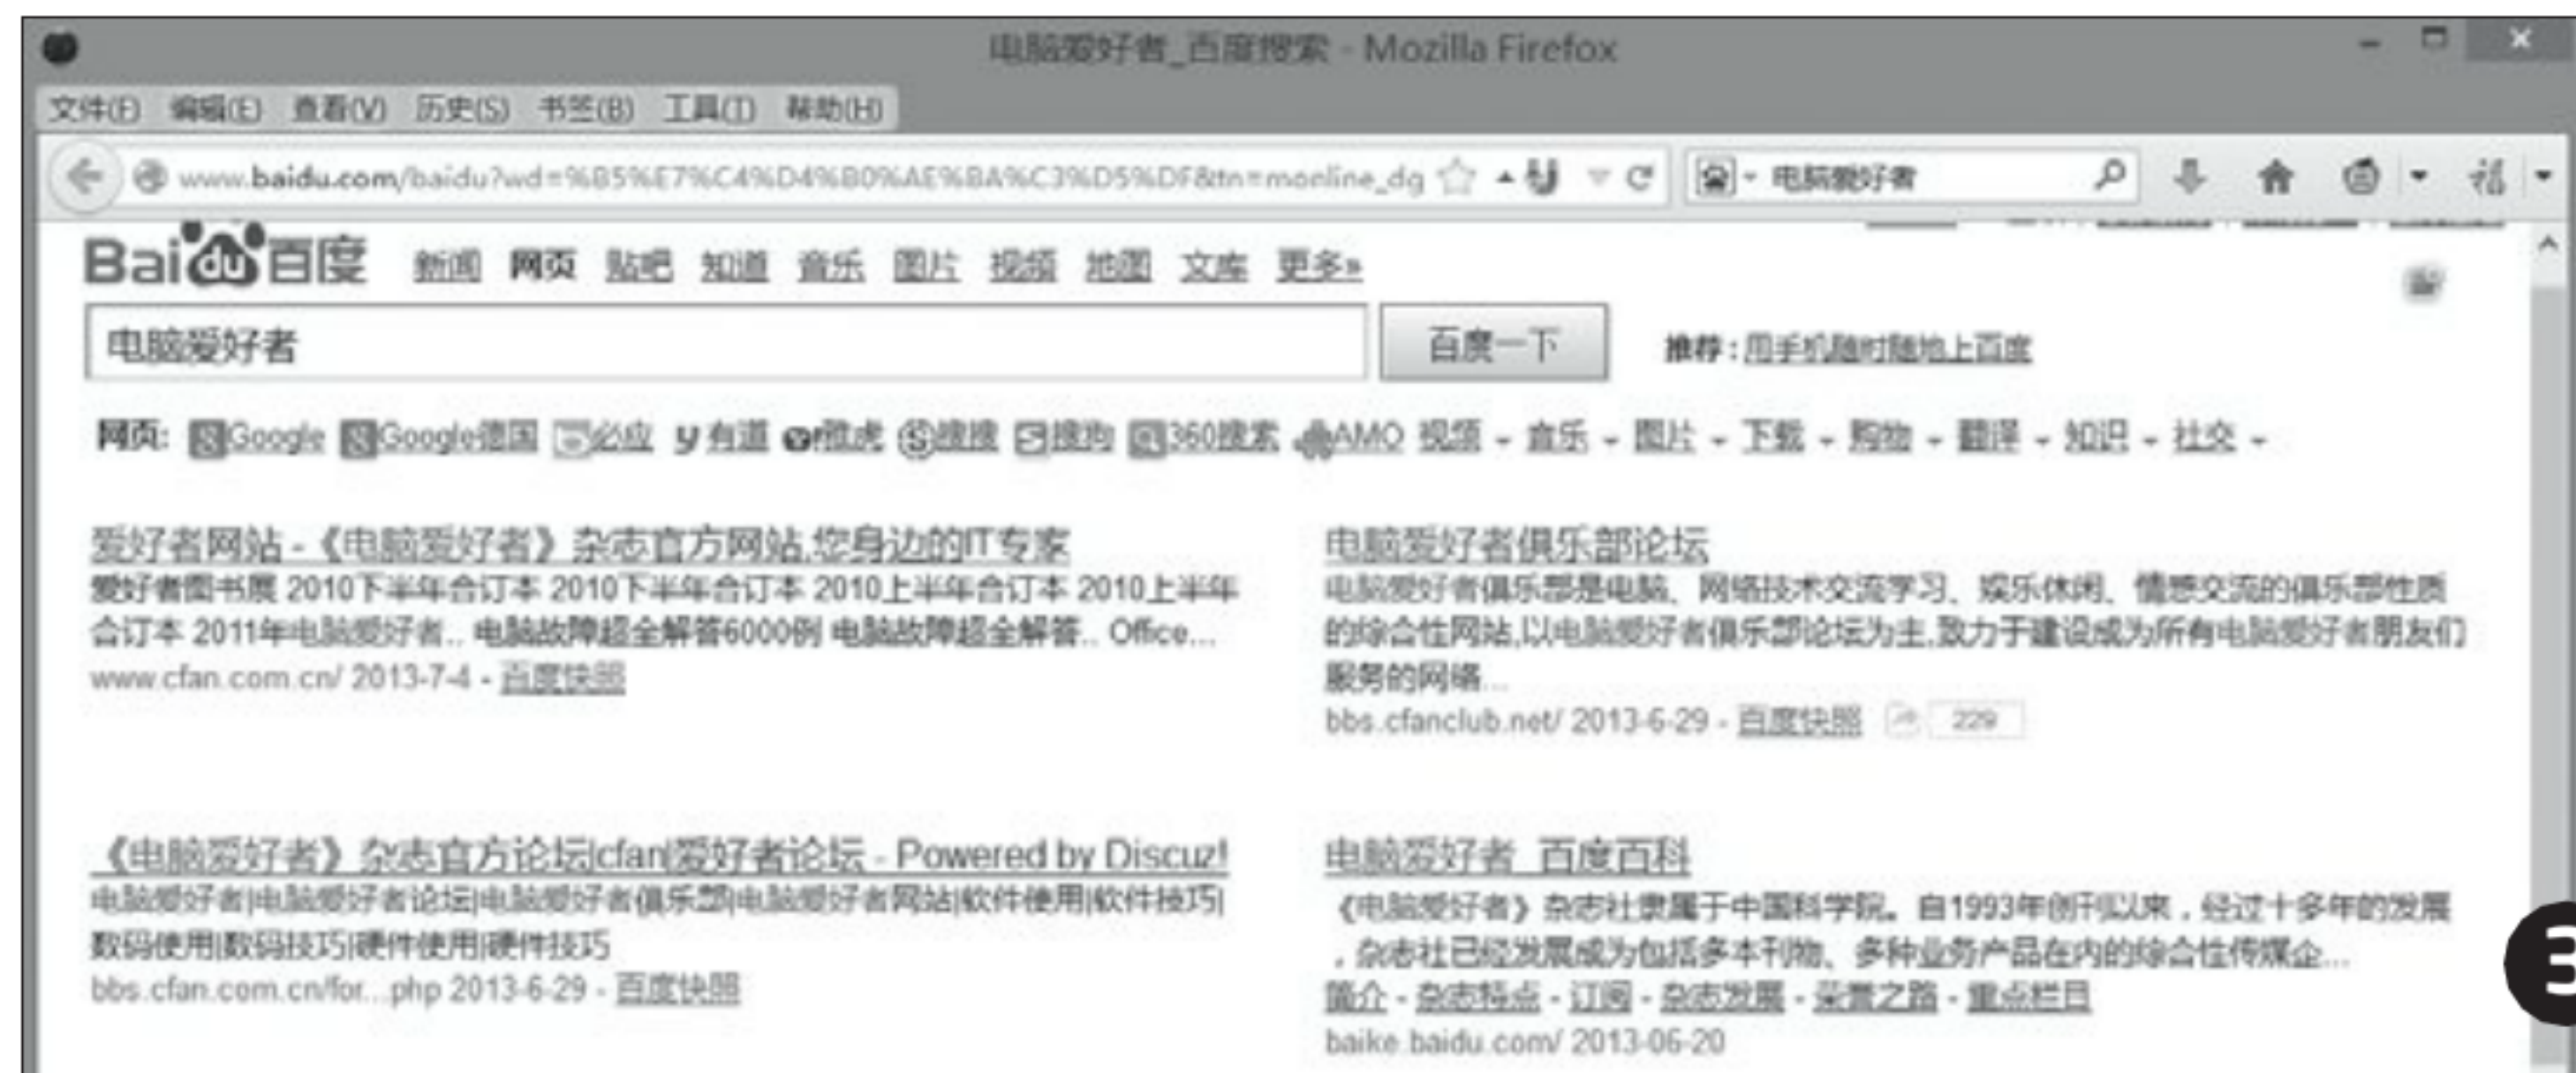 电脑爱好者_百度搜索 - Mozilla Firefox
文件(F) 编辑(E) 查看(V) 历史(S) 书签(B) 工具(T) 帮助(H)
www.baidu.com/baidu?wd=%B5%E7%C4%D4%B0%AE%BA%C3%D5%DF&tn=monline_dg 电脑爱好者
Bai du 百度 新闻 网页 贴吧 知道 音乐 图片 视频 地图 文库 更多»
电脑爱好者 百度一下 推荐:用手机随时随地上百度
网页: Google Google德国 必应 有道 雅虎 搜搜 搜狗 360搜索 AMO 视频 音乐 图片 下载 购物 翻译 知识 社交
爱好者网站 -《电脑爱好者》杂志官方网站,您身边的IT专家
爱好者图书展 2010下半年合订本 2010下半年合订本 2010上半年合订本 2010上半年
合订本 2011年电脑爱好者.. 电脑故障超全解答6000例 电脑故障超全解答.. Office...
www.cfan.com.cn/ 2013-7-4 - 百度快照
电脑爱好者俱乐部论坛
电脑爱好者俱乐部是电脑、网络技术交流学习、娱乐休闲、情感交流的俱乐部性质
的综合性网站,以电脑爱好者俱乐部论坛为主,致力于建设成为所有电脑爱好者朋友们
服务的网络...
bbs.cfanclub.net/ 2013-6-29 - 百度快照 229
《电脑爱好者》杂志官方论坛|cfan|爱好者论坛 - Powered by Discuz!
电脑爱好者|电脑爱好者论坛|电脑爱好者俱乐部|电脑爱好者网站|软件使用|软件技巧|
数码使用|数码技巧|硬件使用|硬件技巧
bbs.cfan.com.cn/for...php 2013-6-29 - 百度快照
电脑爱好者_百度百科
《电脑爱好者》杂志社隶属于中国科学院。自1993年创刊以来，经过十多年的发展
，杂志社已经发展成为包括多本刊物、多种业务产品在内的综合性传媒企...
简介 - 杂志特点 - 订阅 - 杂志发展 - 荣誉之路 - 重点栏目
baike.baidu.com/ 2013-06-20
3